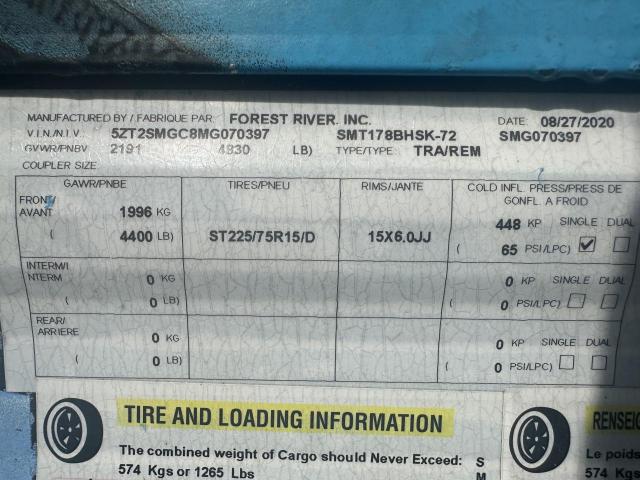 MANUFACTURED BY / FABRIQUE PAR: FOREST RIVER, INC. DATE: 08/27/2020
V.I.N./N.I.V.: 5ZT2SMGC8MG070397 SMT178BHSK-72 SMG070397
GVWR/PNBV 2191 4830 LB) TYPE/TYPE: TRA/REM
COUPLER SIZE
GAWR/PNBE TIRES/PNEU RIMS/JANTE COLD INFL. PRESS/PRESS DE
GONFL. A FROID
FRONT/
AVANT 1996 KG 448 KP SINGLE DUAL
( 4400 LB) ST225/75R15/D 15X6.0JJ ( 65 PSI/LPC)
INTERM/I
NTERM 0 KG 0 KP SINGLE DUAL
( 0 LB) ( 0 PSI/LPC)
REAR/
ARRIERE 0 KG 0 KP SINGLE DUAL
( 0 LB) ( 0 PSI/LPC)
TIRE AND LOADING INFORMATION
The combined weight of Cargo should Never Exceed:
574 Kgs or 1265 Lbs
S
M
Le poids
574 K